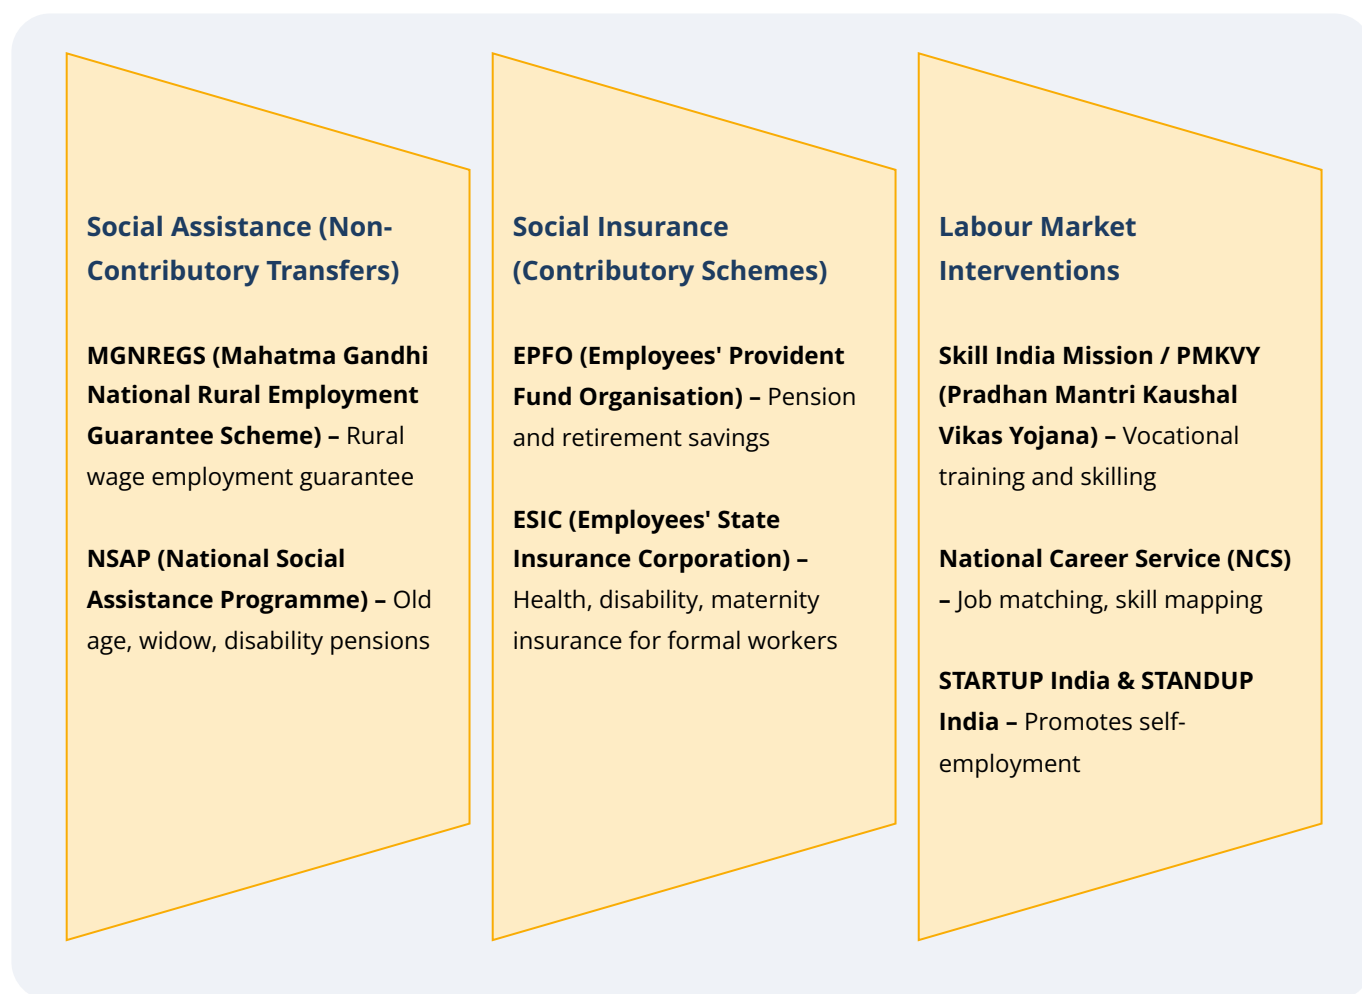 Social Assistance (Non-
Contributory Transfers)
MGNREGS (Mahatma Gandhi
National Rural Employment
Guarantee Scheme) – Rural
wage employment guarantee
NSAP (National Social
Assistance Programme) – Old
age, widow, disability pensions
Social Insurance
(Contributory Schemes)
EPFO (Employees' Provident
Fund Organisation) – Pension
and retirement savings
ESIC (Employees' State
Insurance Corporation) –
Health, disability, maternity
insurance for formal workers
Labour Market
Interventions
Skill India Mission / PMKVY
(Pradhan Mantri Kaushal
Vikas Yojana) – Vocational
training and skilling
National Career Service (NCS)
– Job matching, skill mapping
STARTUP India & STANDUP
India – Promotes self-
employment